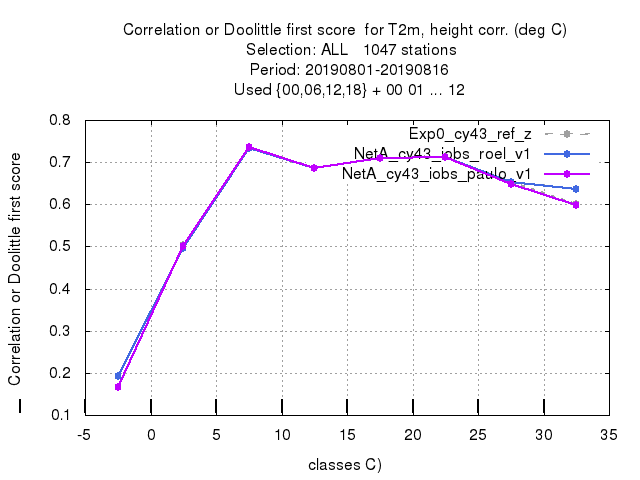 Correlation or Doolittle first score  for T2m, height corr. (deg C)
Selection: ALL   1047 stations
Period: 20190801-20190816
Used {00,06,12,18} + 00 01 ... 12
Exp0_cy43_ref_z
NetA_cy43_iobs_roel_v1
NetA_cy43_iobs_paulo_v1
0.8
0.7
0.6
0.5
0.4
0.3
0.2
0.1
Correlation or Doolittle first score
-5 0 5 10 15 20 25 30 35
classes C)